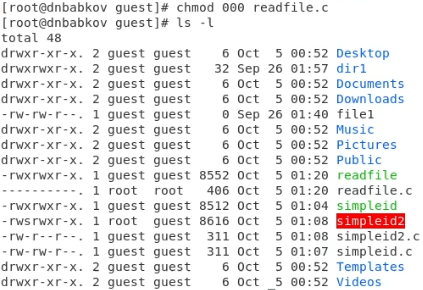 [root@dnbabkov guest]# chmod 000 readfile.c
[root@dnbabkov guest]# ls -l
total 48
drwxr-xr-x. 2 guest guest    6 Oct  5 00:52 Desktop
drwxrwxr-x. 2 guest guest   32 Sep 26 01:57 dir1
drwxr-xr-x. 2 guest guest    6 Oct  5 00:52 Documents
drwxr-xr-x. 2 guest guest    6 Oct  5 00:52 Downloads
-rw-rw-r--. 1 guest guest    0 Sep 26 01:40 file1
drwxr-xr-x. 2 guest guest    6 Oct  5 00:52 Music
drwxr-xr-x. 2 guest guest    6 Oct  5 00:52 Pictures
drwxr-xr-x. 2 guest guest    6 Oct  5 00:52 Public
-rwxrwxr-x. 1 guest guest 8552 Oct  5 01:20 readfile
----------. 1 root  root   406 Oct  5 01:20 readfile.c
-rwxrwxr-x. 1 guest guest 8512 Oct  5 01:04 simpleid
-rwsrwxr-x. 1 root  guest 8616 Oct  5 01:08 simpleid2
-rw-r--r--. 1 guest guest  311 Oct  5 01:08 simpleid2.c
-rw-rw-r--. 1 guest guest  311 Oct  5 01:07 simpleid.c
drwxr-xr-x. 2 guest guest    6 Oct  5 00:52 Templates
drwxr-xr-x. 2 guest guest    6 Oct  5 00:52 Videos